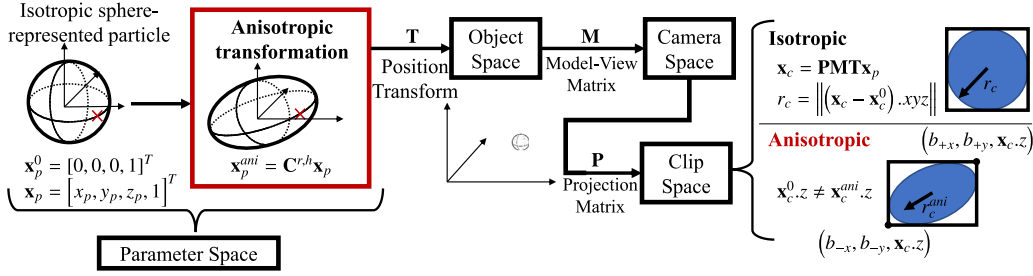 Isotropic sphere-
represented particle
𝐱_p^0 = [0, 0, 0, 1]^T
𝐱_p = [x_p, y_p, z_p, 1]^T
Parameter Space
Anisotropic
transformation
𝐱_p^{ani} = 𝐂^{r,h}𝐱_p
T
Position
Transform
Object
Space
M
Model-View
Matrix
Camera
Space
P
Projection
Matrix
Clip
Space
Isotropic
𝐱_c = 𝐏𝐌𝐓𝐱_p
r_c = ‖(𝐱_c − 𝐱_c^0).xyz‖
r_c
Anisotropic
(b_{+x}, b_{+y}, 𝐱_c.z)
𝐱_c^0.z ≠ 𝐱_c^{ani}.z
r_c^{ani}
(b_{−x}, b_{−y}, 𝐱_c.z)